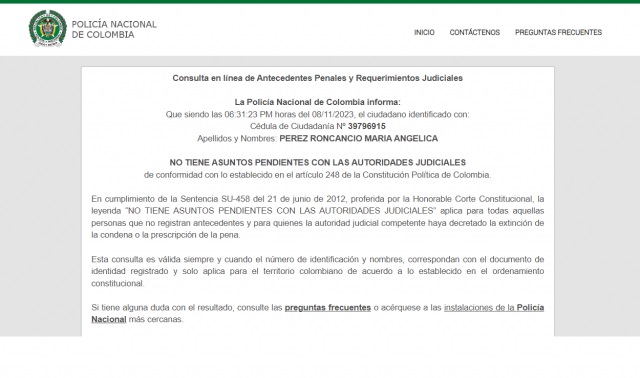 POLICÍA NACIONAL
DE COLOMBIA
INICIO CONTÁCTENOS PREGUNTAS FRECUENTES
Consulta en línea de Antecedentes Penales y Requerimientos Judiciales
La Policía Nacional de Colombia informa:
Que siendo las 06:31:23 PM horas del 08/11/2023, el ciudadano identificado con:
Cédula de Ciudadanía Nº 39796915
Apellidos y Nombres: PEREZ RONCANCIO MARIA ANGELICA
NO TIENE ASUNTOS PENDIENTES CON LAS AUTORIDADES JUDICIALES
de conformidad con lo establecido en el artículo 248 de la Constitución Política de Colombia.
En cumplimiento de la Sentencia SU-458 del 21 de junio de 2012, proferida por la Honorable Corte Constitucional, la
leyenda “NO TIENE ASUNTOS PENDIENTES CON LAS AUTORIDADES JUDICIALES” aplica para todas aquellas
personas que no registran antecedentes y para quienes la autoridad judicial competente haya decretado la extinción de
la condena o la prescripción de la pena.
Esta consulta es válida siempre y cuando el número de identificación y nombres, correspondan con el documento de
identidad registrado y solo aplica para el territorio colombiano de acuerdo a lo establecido en el ordenamiento
constitucional.
Si tiene alguna duda con el resultado, consulte las preguntas frecuentes o acérquese a las instalaciones de la Policía
Nacional más cercanas.